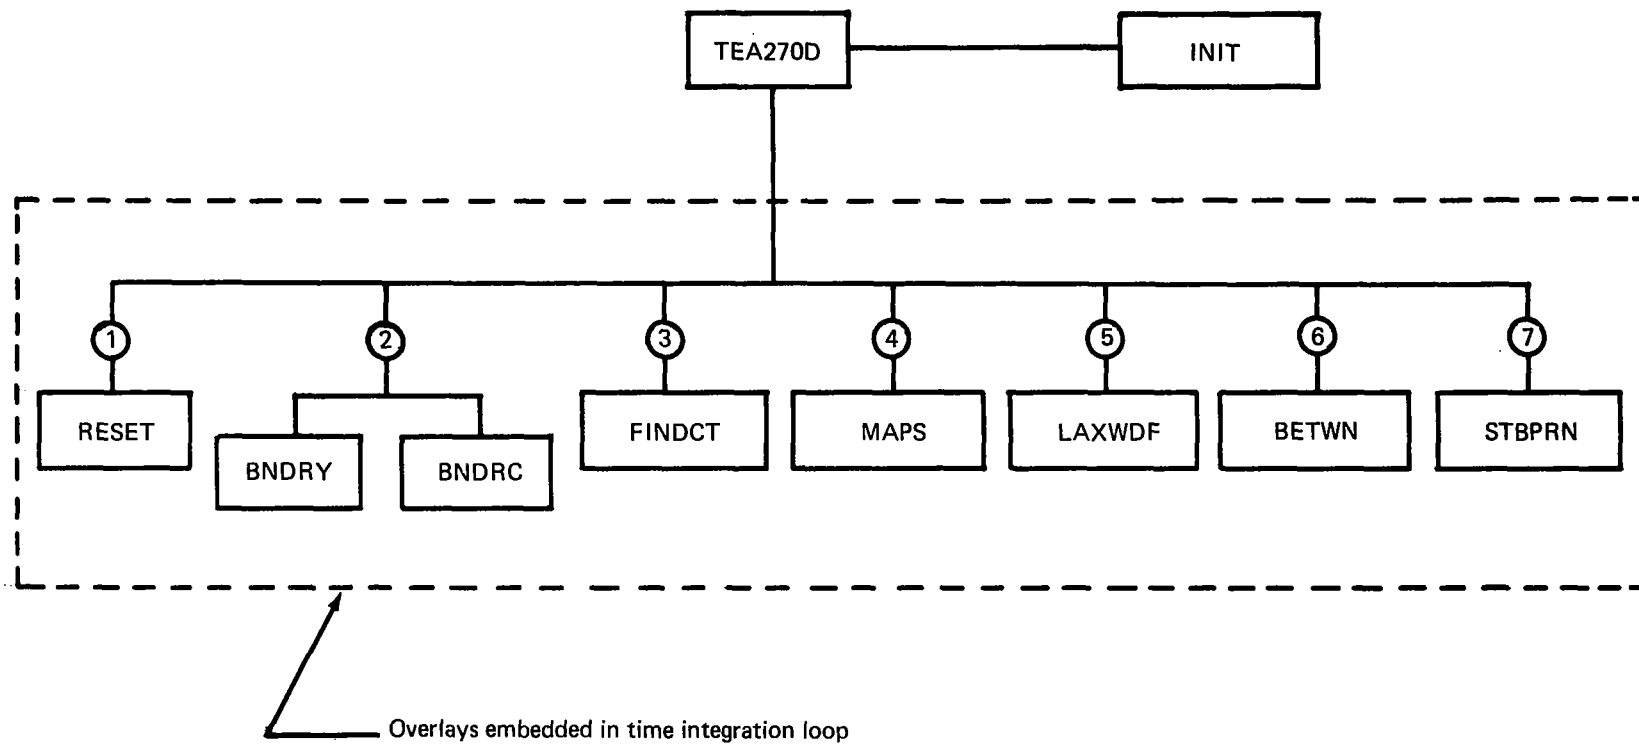 TEA270D
INIT
1
2
3
4
5
6
7
RESET
BNDRY
BNDRC
FINDCT
MAPS
LAXWDF
BETWN
STBPRN
Overlays embedded in time integration loop